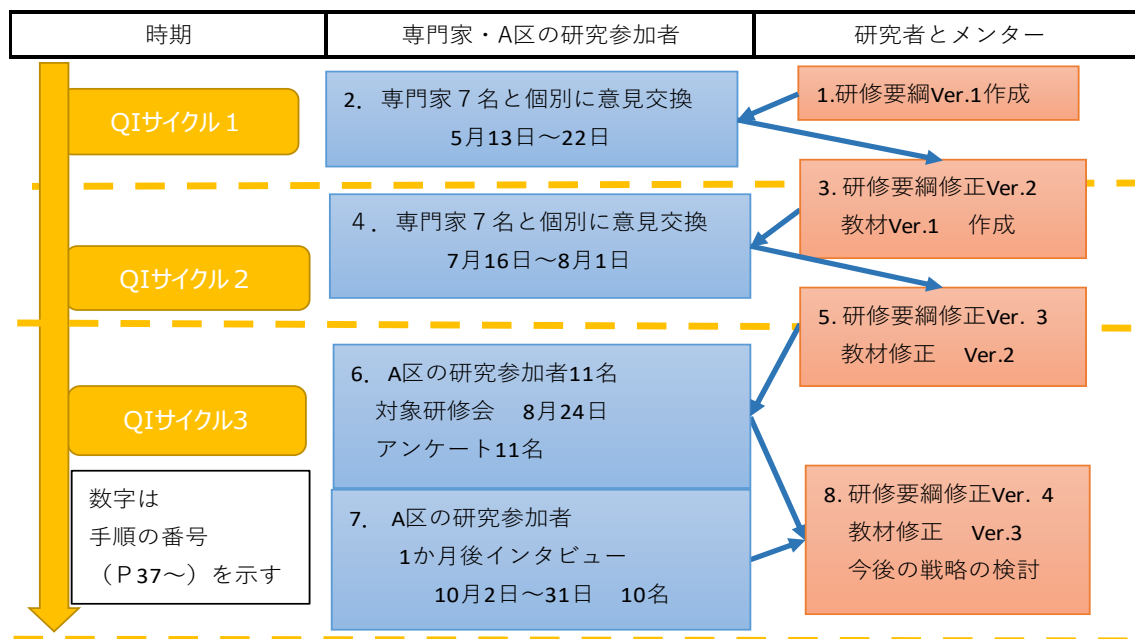 時期
専門家・A区の研究参加者
研究者とメンター
QIサイクル１
2. 専門家７名と個別に意見交換
5月13日～22日
1.研修要綱Ver.1作成
3. 研修要綱修正Ver.2
教材Ver.1 作成
QIサイクル２
４. 専門家７名と個別に意見交換
7月16日～8月1日
5. 研修要綱修正Ver. 3
教材修正 Ver.2
QIサイクル3
6. A区の研究参加者11名
対象研修会 8月24日
アンケート11名
数字は
手順の番号
（Ｐ37～）を示す
7. A区の研究参加者
1か月後インタビュー
10月2日～31日 10名
8. 研修要綱修正Ver. 4
教材修正 Ver.3
今後の戦略の検討